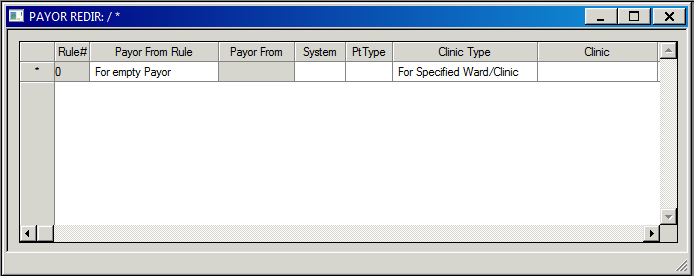 PAYOR REDIR: / *
Rule# Payor From Rule Payor From System PtType Clinic Type Clinic
* 0 For empty Payor For Specified Ward/Clinic